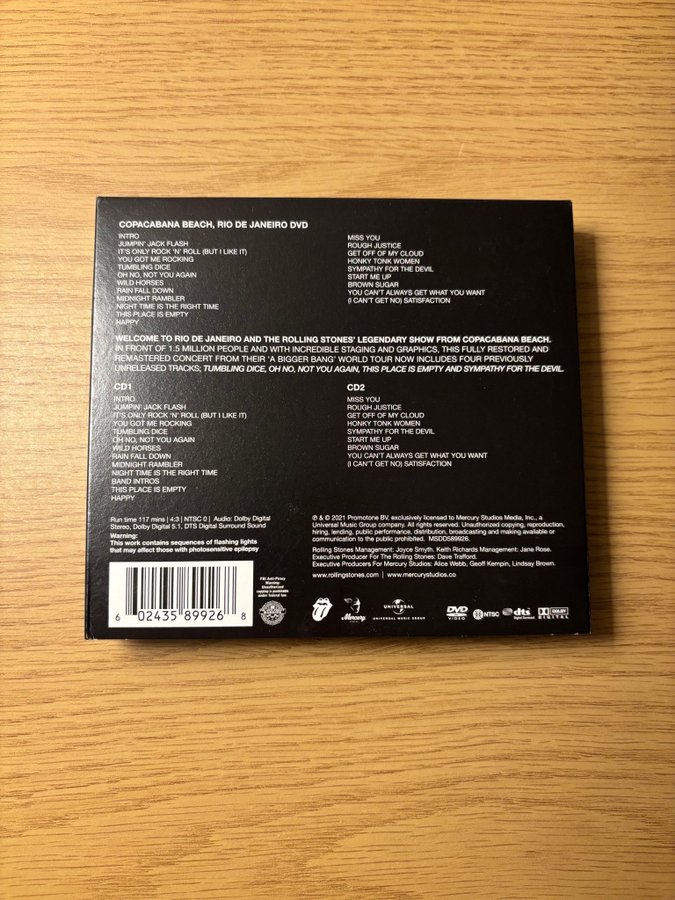 COPACABANA BEACH, RIO DE JANEIRO DVD
INTRO
JUMPIN' JACK FLASH
IT'S ONLY ROCK 'N' ROLL (BUT I LIKE IT)
YOU GOT ME ROCKING
TUMBLING DICE
OH NO, NOT YOU AGAIN
WILD HORSES
RAIN FALL DOWN
MIDNIGHT RAMBLER
NIGHT TIME IS THE RIGHT TIME
THIS PLACE IS EMPTY
HAPPY
MISS YOU
ROUGH JUSTICE
GET OFF OF MY CLOUD
HONKY TONK WOMEN
SYMPATHY FOR THE DEVIL
START ME UP
BROWN SUGAR
YOU CAN'T ALWAYS GET WHAT YOU WANT
(I CAN'T GET NO) SATISFACTION
WELCOME TO RIO DE JANEIRO AND THE ROLLING STONES' LEGENDARY SHOW FROM COPACABANA BEACH.
IN FRONT OF 1.5 MILLION PEOPLE AND WITH INCREDIBLE STAGING AND GRAPHICS, THIS FULLY RESTORED AND
REMASTERED CONCERT FROM THEIR 'A BIGGER BANG' WORLD TOUR NOW INCLUDES FOUR PREVIOUSLY
UNRELEASED TRACKS; TUMBLING DICE, OH NO, NOT YOU AGAIN, THIS PLACE IS EMPTY AND SYMPATHY FOR THE DEVIL.
CD1
INTRO
JUMPIN' JACK FLASH
IT'S ONLY ROCK 'N' ROLL (BUT I LIKE IT)
YOU GOT ME ROCKING
TUMBLING DICE
OH NO, NOT YOU AGAIN
WILD HORSES
RAIN FALL DOWN
MIDNIGHT RAMBLER
NIGHT TIME IS THE RIGHT TIME
BAND INTROS
THIS PLACE IS EMPTY
HAPPY
CD2
MISS YOU
ROUGH JUSTICE
GET OFF OF MY CLOUD
HONKY TONK WOMEN
SYMPATHY FOR THE DEVIL
START ME UP
BROWN SUGAR
YOU CAN'T ALWAYS GET WHAT YOU WANT
(I CAN'T GET NO) SATISFACTION
Run time 117 mins | 4:3 | NTSC 0 | Audio: Dolby Digital
Stereo, Dolby Digital 5.1, DTS Digital Surround Sound
Warning:
This work contains sequences of flashing lights
that may affect those with photosensitive epilepsy
℗ & © 2021 Promotone BV, exclusively licensed to Mercury Studios Media, Inc., a
Universal Music Group company. All rights reserved. Unauthorized copying, reproduction,
hiring, lending, public performance, distribution, broadcasting and making available or
communication to the public prohibited. MSDD589926.
Rolling Stones Management: Joyce Smyth. Keith Richards Management: Jane Rose.
Executive Producer For The Rolling Stones: Dave Trafford.
Executive Producers For Mercury Studios: Alice Webb, Geoff Kempin, Lindsay Brown.
www.rollingstones.com | www.mercurystudios.co
6 02435 89926 8
FBI Anti-Piracy
Warning:
Unauthorized
copying is punishable
under federal law.
Mercury
UNIVERSAL
UNIVERSAL MUSIC GROUP
DVD
VIDEO
NTSC
dts
Digital Surround
DOLBY
DIGITAL